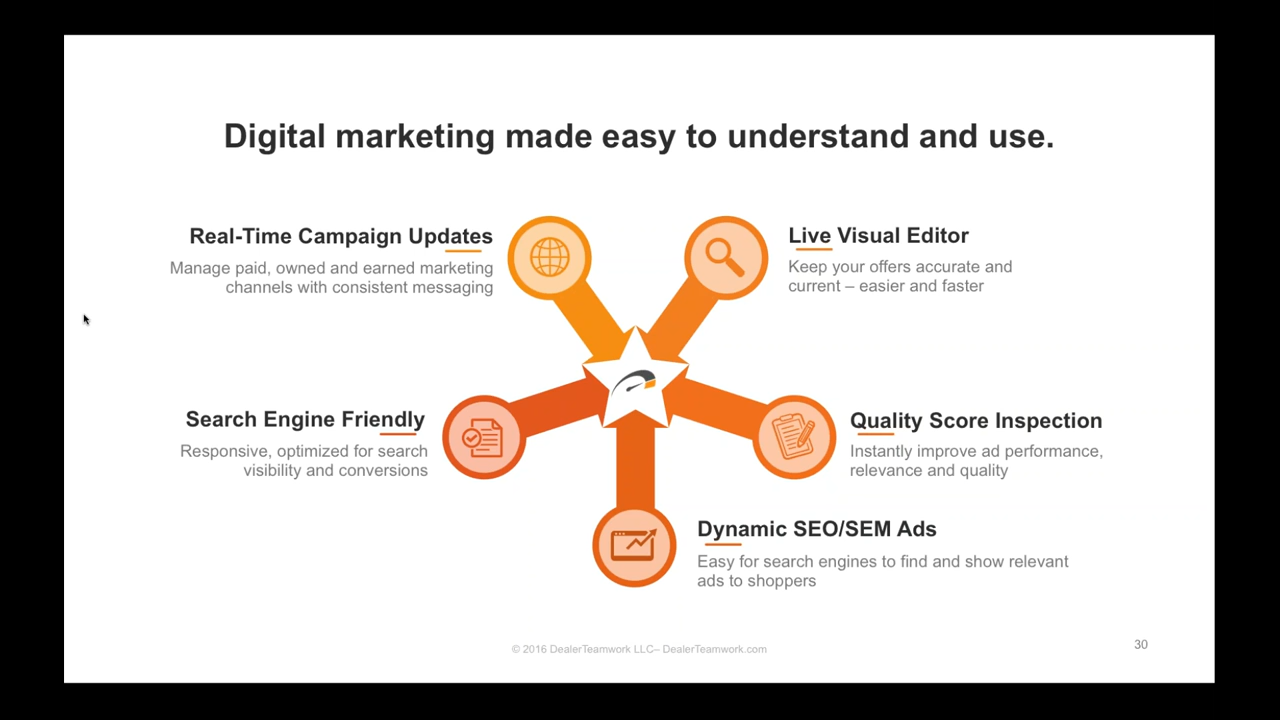 Digital marketing made easy to understand and use.
Real-Time Campaign Updates
Manage paid, owned and earned marketing
channels with consistent messaging
Live Visual Editor
Keep your offers accurate and
current – easier and faster
Search Engine Friendly
Responsive, optimized for search
visibility and conversions
Quality Score Inspection
Instantly improve ad performance,
relevance and quality
Dynamic SEO/SEM Ads
Easy for search engines to find and show relevant
ads to shoppers
© 2016 DealerTeamwork LLC– DealerTeamwork.com
30